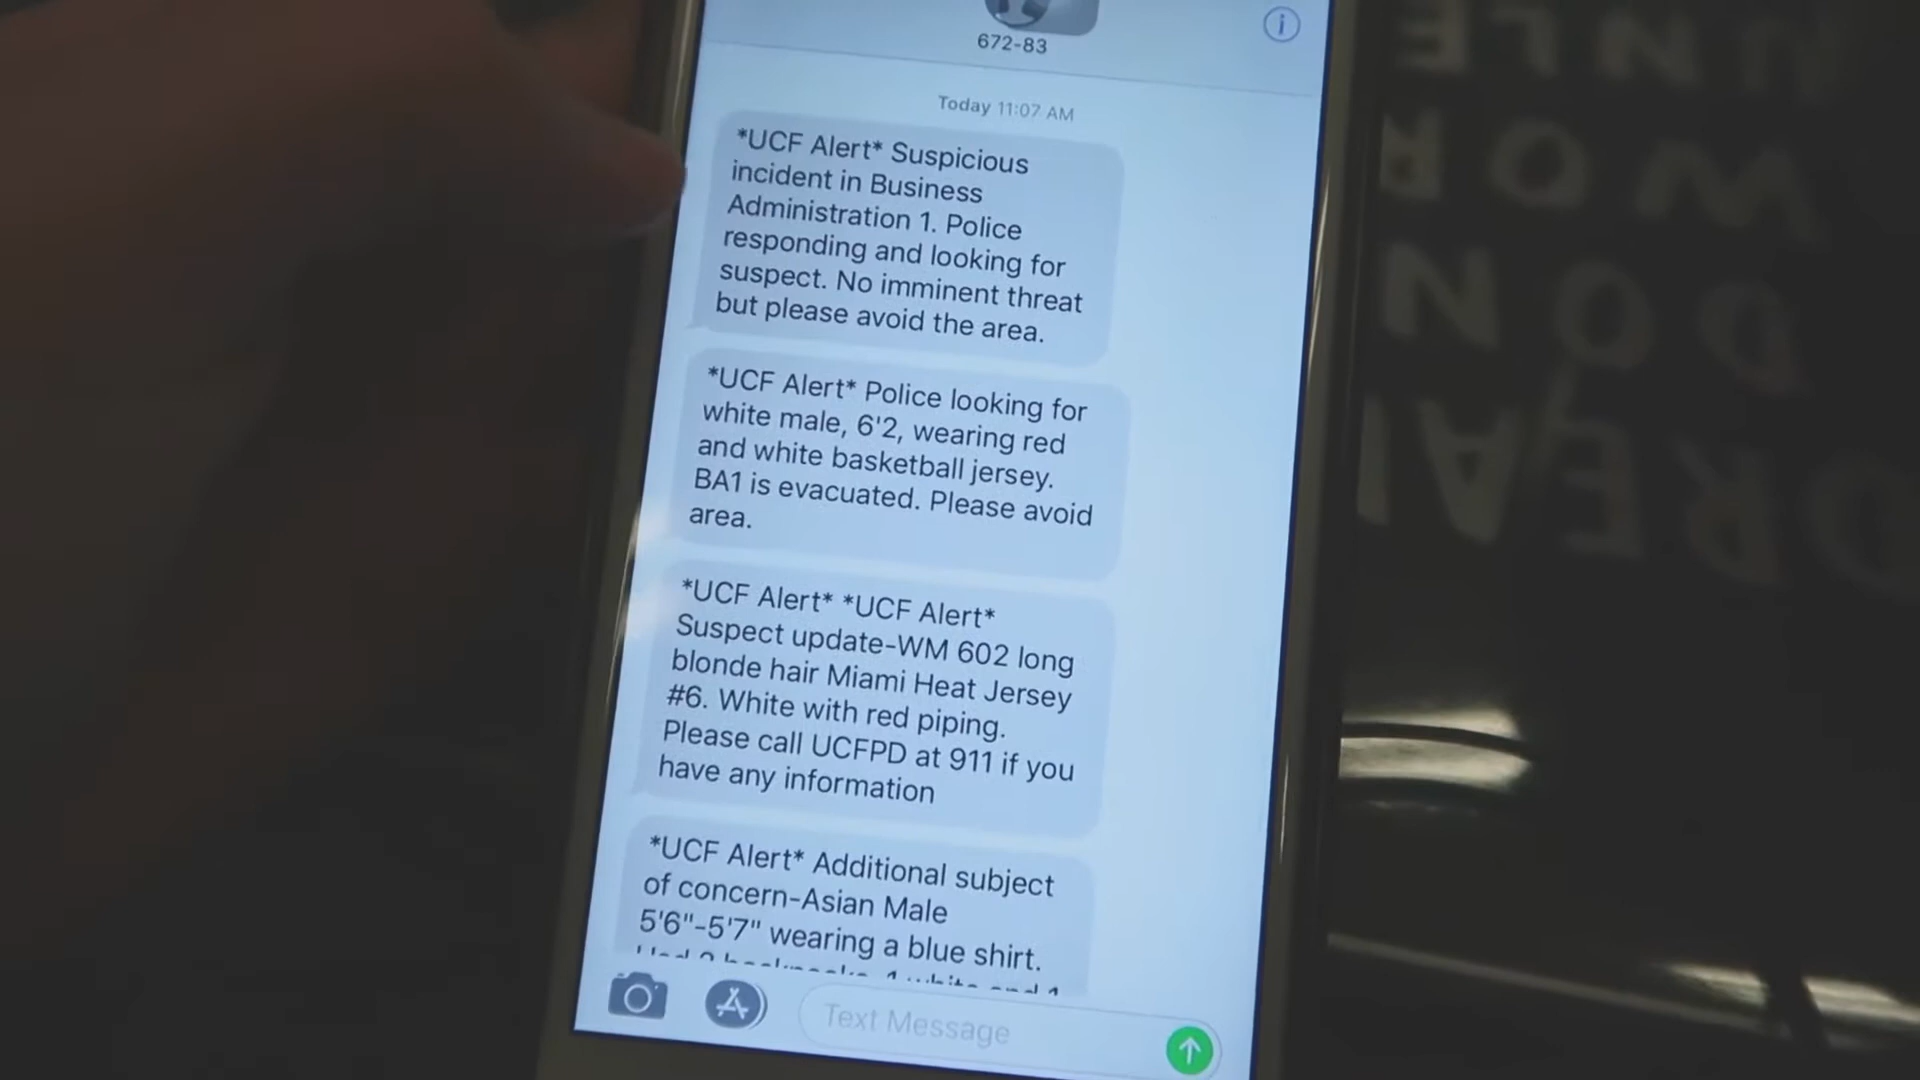 672-83
Today 11:07 AM
*UCF Alert* Suspicious
incident in Business
Administration 1. Police
responding and looking for
suspect. No imminent threat
but please avoid the area.
*UCF Alert* Police looking for
white male, 6'2, wearing red
and white basketball jersey.
BA1 is evacuated. Please avoid
area.
*UCF Alert* *UCF Alert*
Suspect update-WM 602 long
blonde hair Miami Heat Jersey
#6. White with red piping.
Please call UCFPD at 911 if you
have any information
*UCF Alert* Additional subject
of concern-Asian Male
5'6"-5'7" wearing a blue shirt.
Text Message